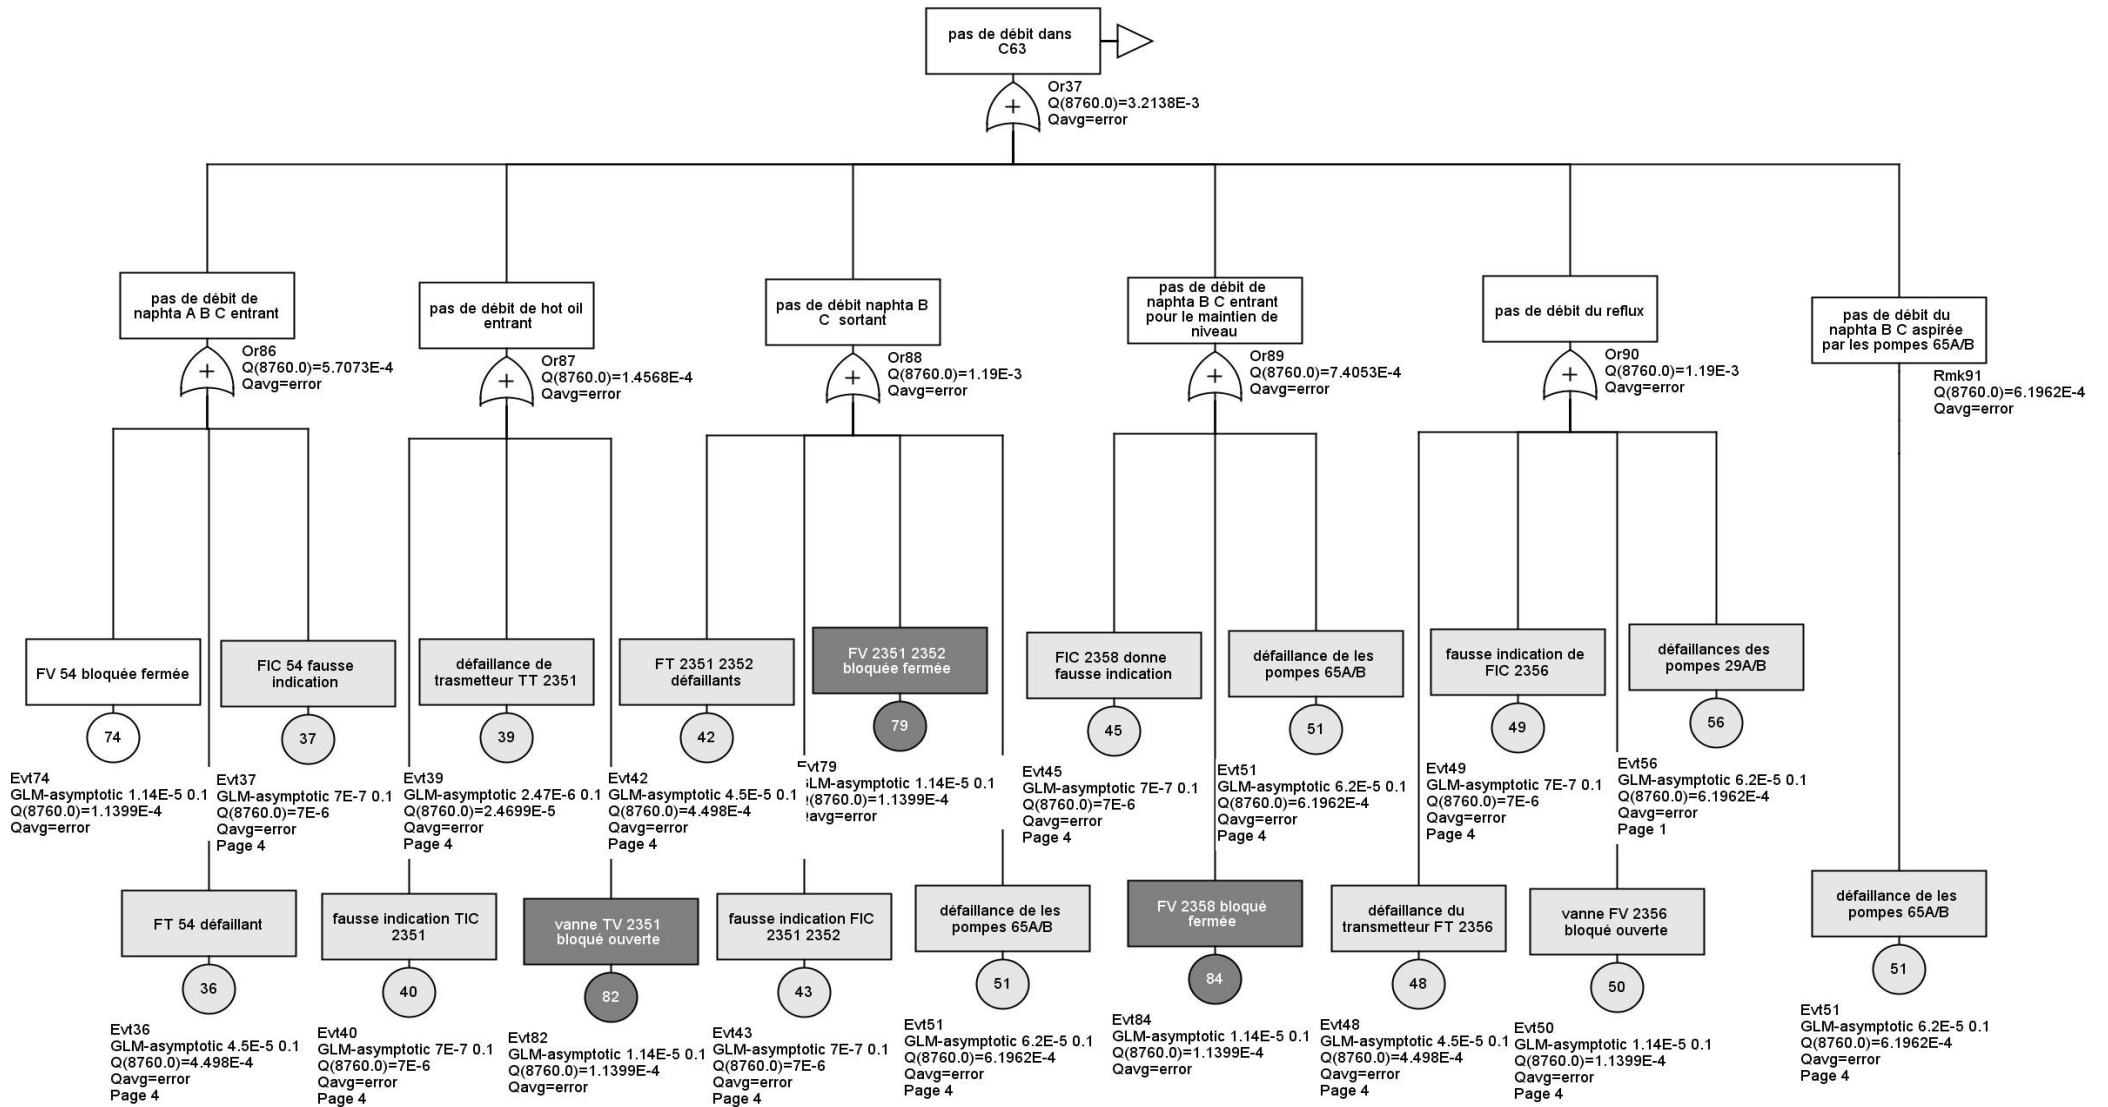 pas de débit dans
C63
+
Or37
Q(8760.0)=3.2138E-3
Qavg=error
pas de débit de
naphta A B C entrant
+
Or86
Q(8760.0)=5.7073E-4
Qavg=error
pas de débit de hot oil
entrant
+
Or87
Q(8760.0)=1.4568E-4
Qavg=error
pas de débit naphta B
C sortant
+
Or88
Q(8760.0)=1.19E-3
Qavg=error
pas de débit de
naphta B C entrant
pour le maintien de
niveau
+
Or89
Q(8760.0)=7.4053E-4
Qavg=error
pas de débit du reflux
+
Or90
Q(8760.0)=1.19E-3
Qavg=error
pas de débit du
naphta B C aspirée
par les pompes 65A/B
Rmk91
Q(8760.0)=6.1962E-4
Qavg=error
FV 54 bloquée fermée
74
Evt74
GLM-asymptotic 1.14E-5 0.1
Q(8760.0)=1.1399E-4
Qavg=error
FIC 54 fausse
indication
37
Evt37
GLM-asymptotic 7E-7 0.1
Q(8760.0)=7E-6
Qavg=error
Page 4
défaillance de
trasmetteur TT 2351
39
Evt39
GLM-asymptotic 2.47E-6 0.1
Q(8760.0)=2.4699E-5
Qavg=error
Page 4
FT 2351 2352
défaillants
42
Evt42
GLM-asymptotic 4.5E-5 0.1
Q(8760.0)=4.498E-4
Qavg=error
Page 4
FV 2351 2352
bloquée fermée
79
Evt79
GLM-asymptotic 1.14E-5 0.1
Q(8760.0)=1.1399E-4
Qavg=error
FIC 2358 donne
fausse indication
45
Evt45
GLM-asymptotic 7E-7 0.1
Q(8760.0)=7E-6
Qavg=error
Page 4
défaillance de les
pompes 65A/B
51
Evt51
GLM-asymptotic 6.2E-5 0.1
Q(8760.0)=6.1962E-4
Qavg=error
Page 4
fausse indication de
FIC 2356
49
Evt49
GLM-asymptotic 7E-7 0.1
Q(8760.0)=7E-6
Qavg=error
Page 4
défaillances des
pompes 29A/B
56
Evt56
GLM-asymptotic 6.2E-5 0.1
Q(8760.0)=6.1962E-4
Qavg=error
Page 1
FT 54 défaillant
36
Evt36
GLM-asymptotic 4.5E-5 0.1
Q(8760.0)=4.498E-4
Qavg=error
Page 4
fausse indication TIC
2351
40
Evt40
GLM-asymptotic 7E-7 0.1
Q(8760.0)=7E-6
Qavg=error
Page 4
vanne TV 2351
bloqué ouverte
82
Evt82
GLM-asymptotic 1.14E-5 0.1
Q(8760.0)=1.1399E-4
Qavg=error
fausse indication FIC
2351 2352
43
Evt43
GLM-asymptotic 7E-7 0.1
Q(8760.0)=7E-6
Qavg=error
Page 4
défaillance de les
pompes 65A/B
51
Evt51
GLM-asymptotic 6.2E-5 0.1
Q(8760.0)=6.1962E-4
Qavg=error
Page 4
FV 2358 bloqué
fermée
84
Evt84
GLM-asymptotic 1.14E-5 0.1
Q(8760.0)=1.1399E-4
Qavg=error
défaillance du
transmetteur FT 2356
48
Evt48
GLM-asymptotic 4.5E-5 0.1
Q(8760.0)=4.498E-4
Qavg=error
Page 4
vanne FV 2356
bloqué ouverte
50
Evt50
GLM-asymptotic 1.14E-5 0.1
Q(8760.0)=1.1399E-4
Qavg=error
Page 4
défaillance de les
pompes 65A/B
51
Evt51
GLM-asymptotic 6.2E-5 0.1
Q(8760.0)=6.1962E-4
Qavg=error
Page 4